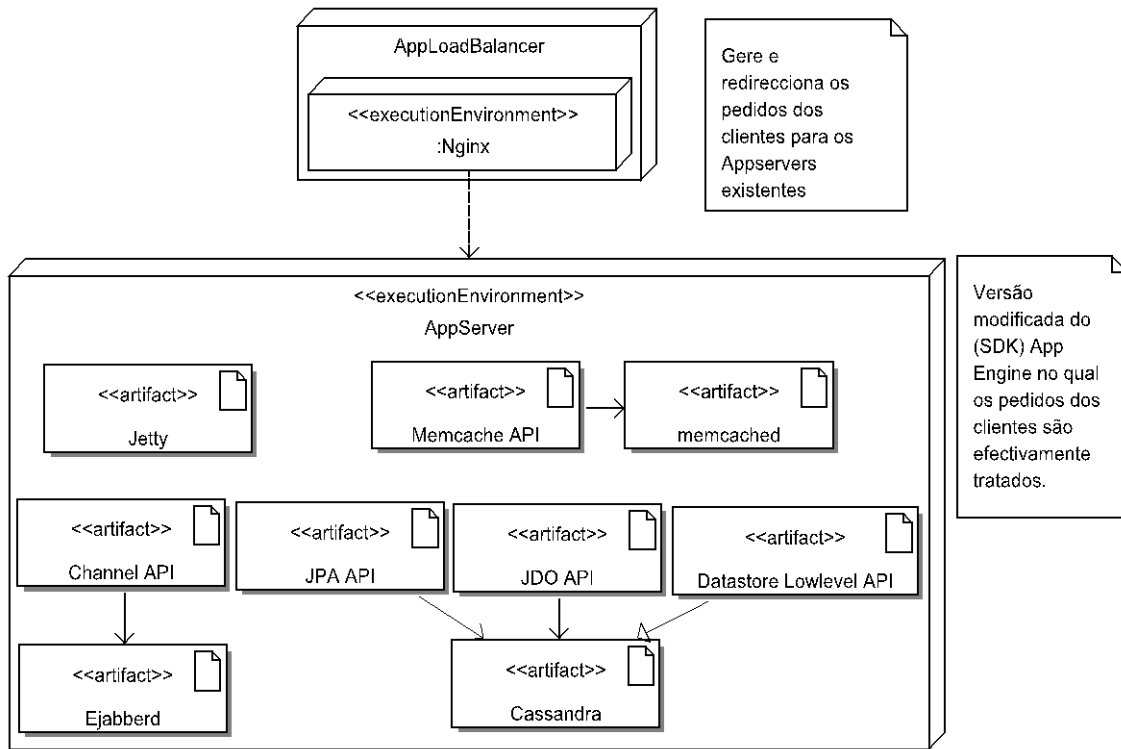 AppLoadBalancer
<<executionEnvironment>>
:Nginx
Gere e
redirecciona os
pedidos dos
clientes para os
Appservers
existentes
<<executionEnvironment>>
AppServer
Versão
modificada do
(SDK) App
Engine no qual
os pedidos dos
clientes são
efectivamente
tratados.
<<artifact>>
Jetty
<<artifact>>
Memcache API
<<artifact>>
memcached
<<artifact>>
Channel API
<<artifact>>
JPA API
<<artifact>>
JDO API
<<artifact>>
Datastore Lowlevel API
<<artifact>>
Ejabberd
<<artifact>>
Cassandra